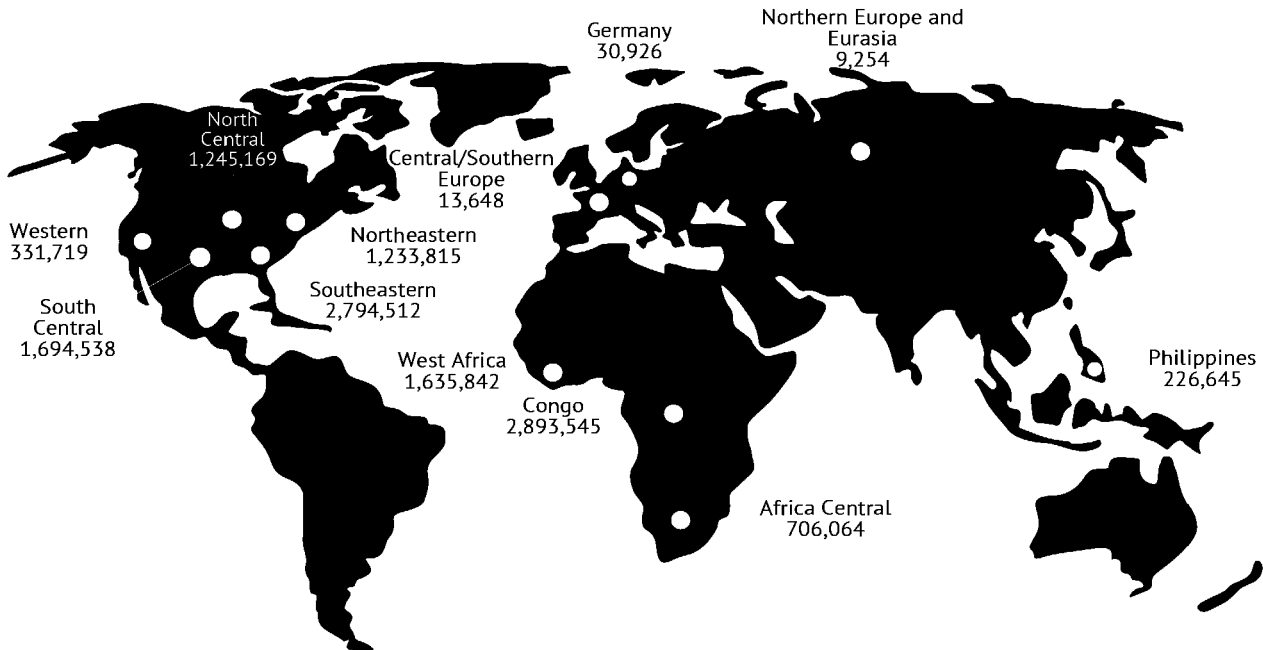 Germany
30,926
Northern Europe and
Eurasia
9,254
North
Central
1,245,169
Central/Southern
Europe
13,648
Western
331,719
Northeastern
1,233,815
Southeastern
2,794,512
South
Central
1,694,538
West Africa
1,635,842
Congo
2,893,545
Philippines
226,645
Africa Central
706,064